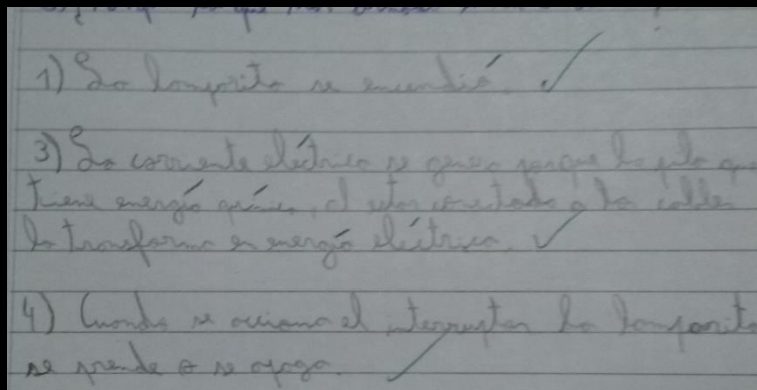 1) La lamparita se encendió.
3) La corriente eléctrica se genera porque la pila que
tiene energía química, al estar conectada a los cables
la transforma en energía eléctrica.
4) Cuando se acciona el interruptor la lamparita
se prende o se apaga.